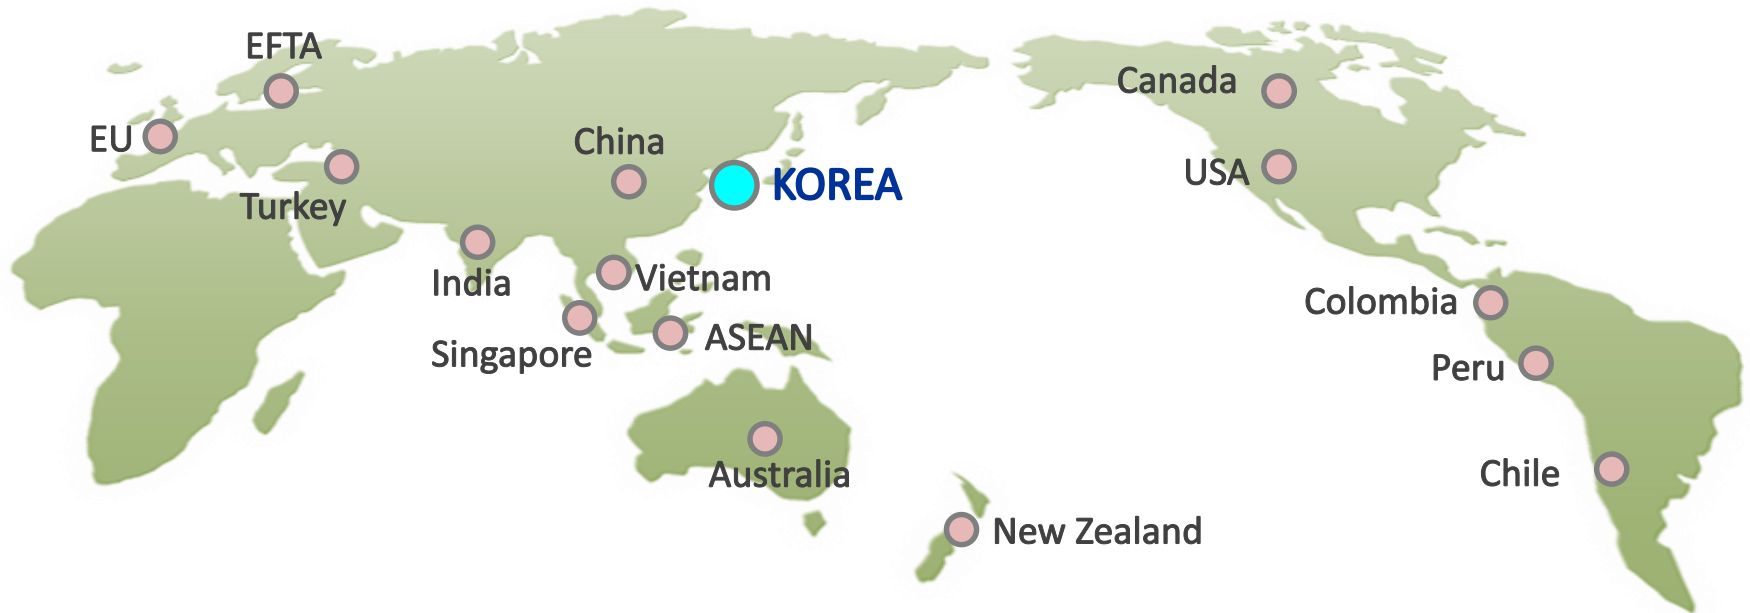 EFTA
Canada
EU
China
USA
KOREA
Turkey
India
Vietnam
Colombia
Singapore
ASEAN
Peru
Australia
Chile
New Zealand